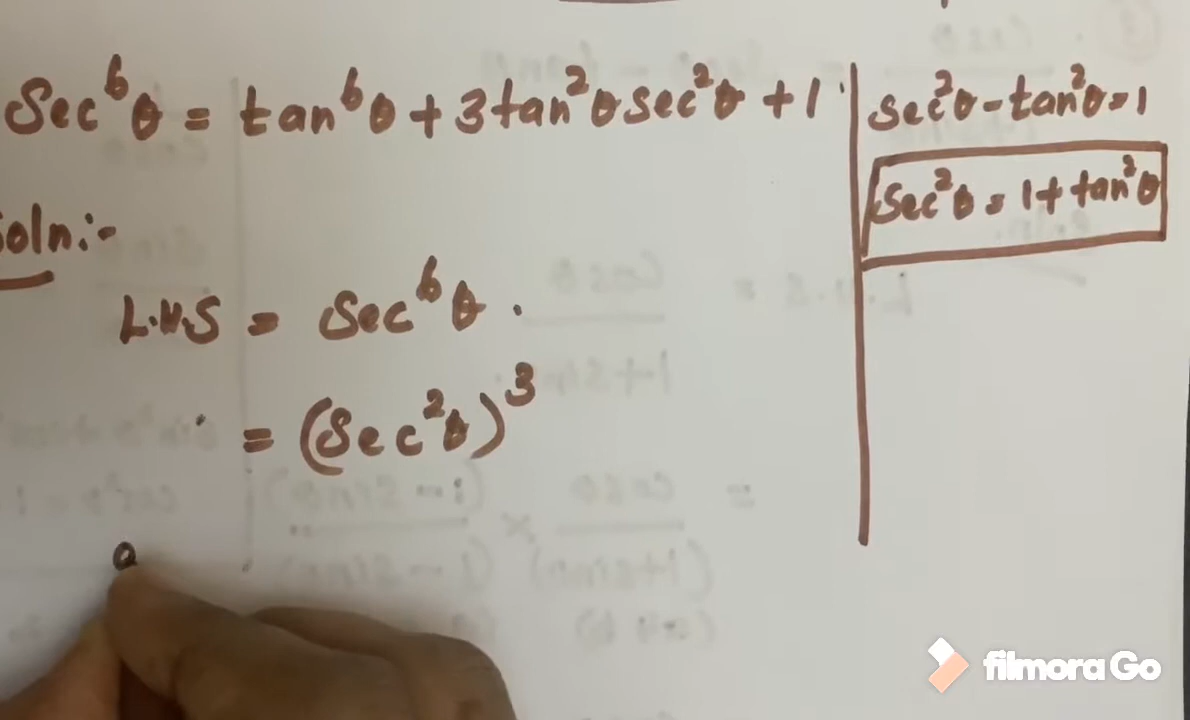 Sec⁶θ = tan⁶θ + 3tan²θ sec²θ + 1
sec²θ - tan²θ = 1
Sec²θ = 1 + tan²θ
Soln:-
L.H.S = Sec⁶θ.
= (Sec²θ)³
filmora Go